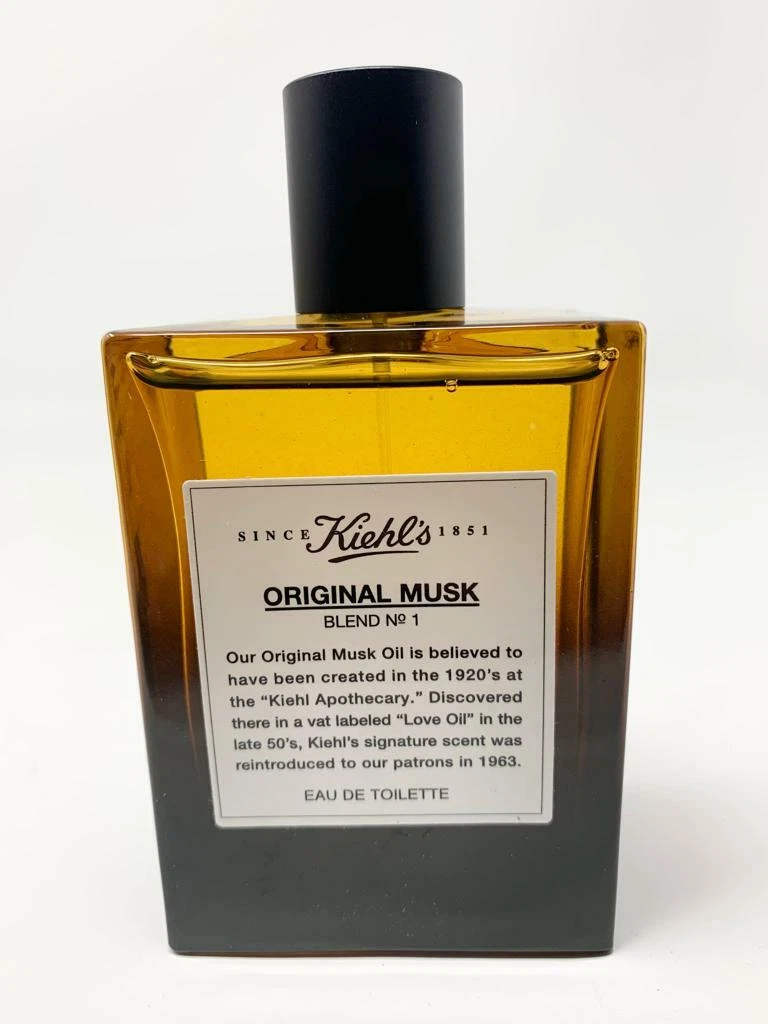 SINCE Kiehl's 1851
ORIGINAL MUSK
BLEND Nº 1
Our Original Musk Oil is believed to
have been created in the 1920's at
the “Kiehl Apothecary.” Discovered
there in a vat labeled “Love Oil” in the
late 50's, Kiehl's signature scent was
reintroduced to our patrons in 1963.
EAU DE TOILETTE